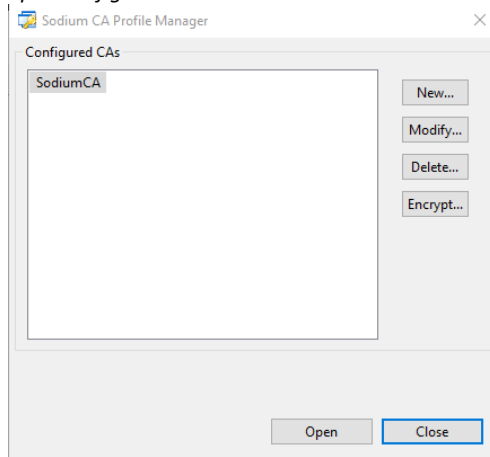 Sodium CA Profile Manager
Configured CAs
SodiumCA
New...
Modify...
Delete...
Encrypt...
Open
Close